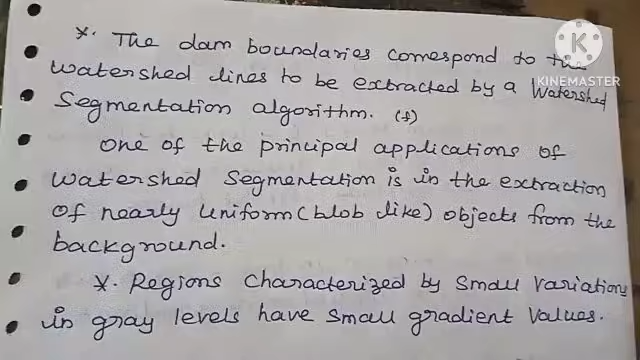 *. The dam boundaries correspond to the
watershed lines to be extracted by a Watershed
Segmentation algorithm. (f)
One of the principal applications of
watershed segmentation is in the extraction
of nearly uniform (blob like) objects from the
background.
*. Regions characterized by small variations
in gray levels have small gradient values.
K
KINEMASTER